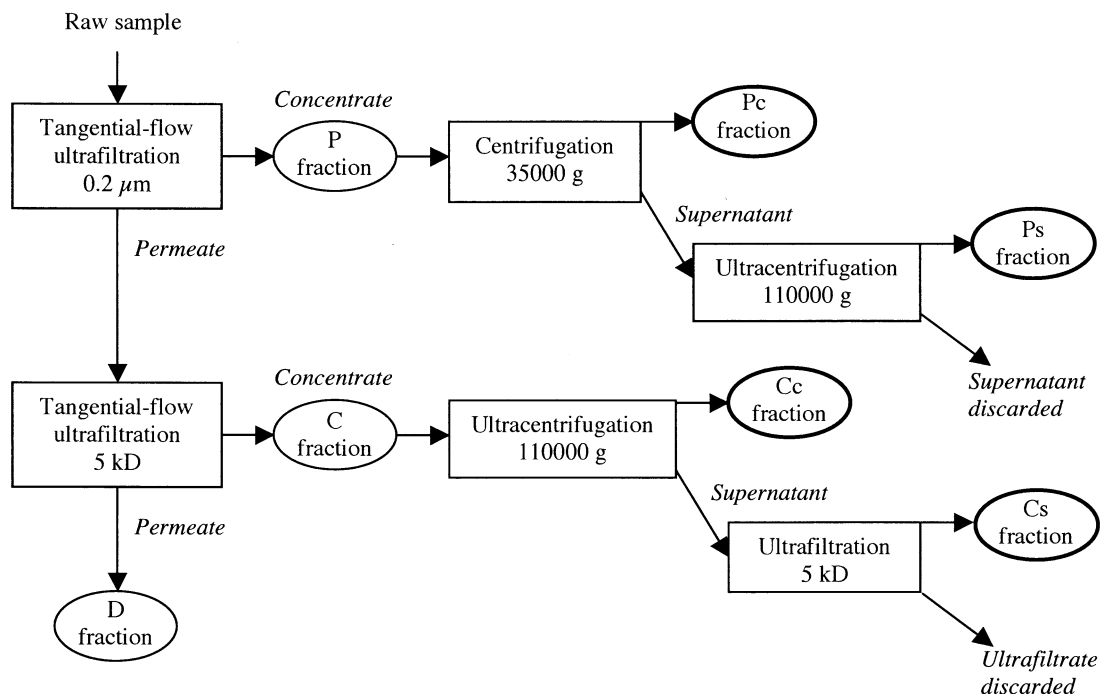 Raw sample
Tangential-flow
ultrafiltration
0.2 µm
Concentrate
P
fraction
Centrifugation
35000 g
Pc
fraction
Supernatant
Ultracentrifugation
110000 g
Ps
fraction
Supernatant
discarded
Permeate
Tangential-flow
ultrafiltration
5 kD
Concentrate
C
fraction
Ultracentrifugation
110000 g
Cc
fraction
Supernatant
Ultrafiltration
5 kD
Cs
fraction
Ultrafiltrate
discarded
Permeate
D
fraction